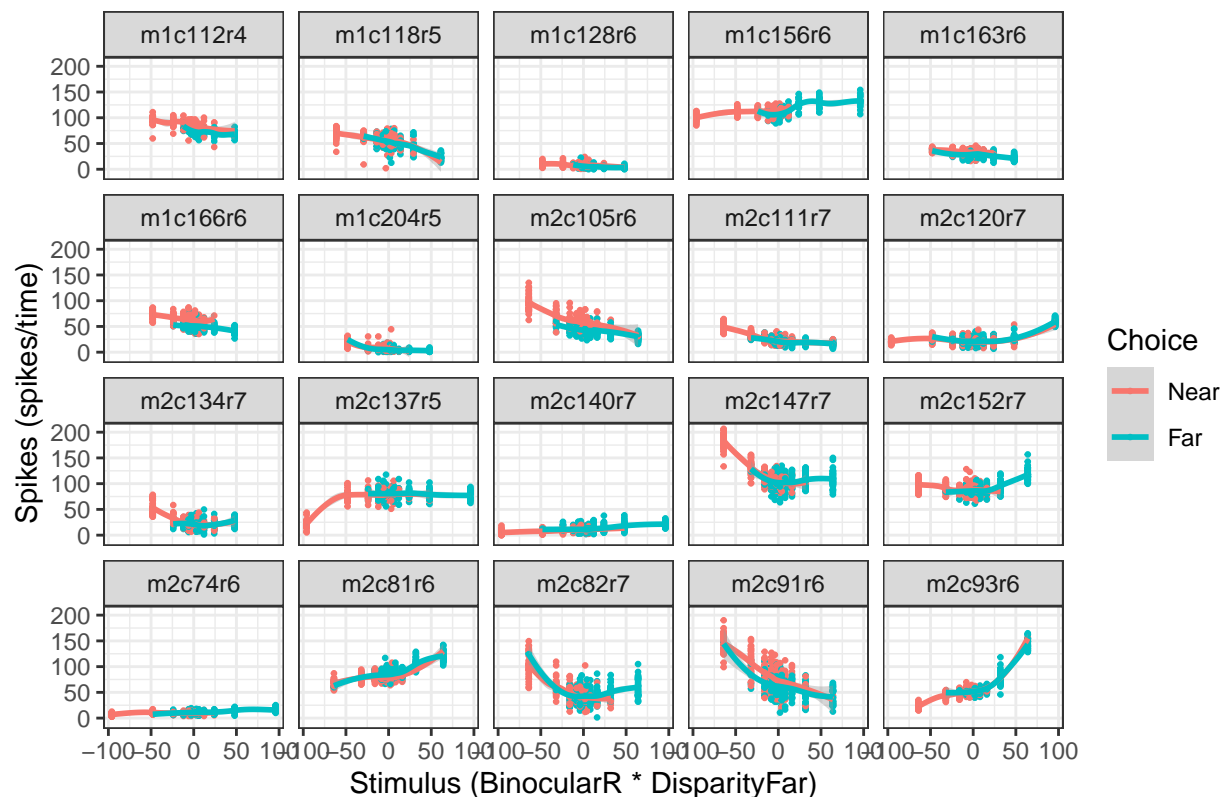 m1c112r4 m1c118r5 m1c128r6 m1c156r6 m1c163r6
200
150
100
50
0
m1c166r6 m1c204r5 m2c105r6 m2c111r7 m2c120r7
200
150
100
50
0
m2c134r7 m2c137r5 m2c140r7 m2c147r7 m2c152r7
200
150
100
50
0
m2c74r6 m2c81r6 m2c82r7 m2c91r6 m2c93r6
200
150
100
50
0
−100 −50 0 50 100 −100 −50 0 50 100 −100 −50 0 50 100 −100 −50 0 50 100 −100 −50 0 50 100
Stimulus (BinocularR * DisparityFar)
Spikes (spikes/time)
Choice
Near
Far